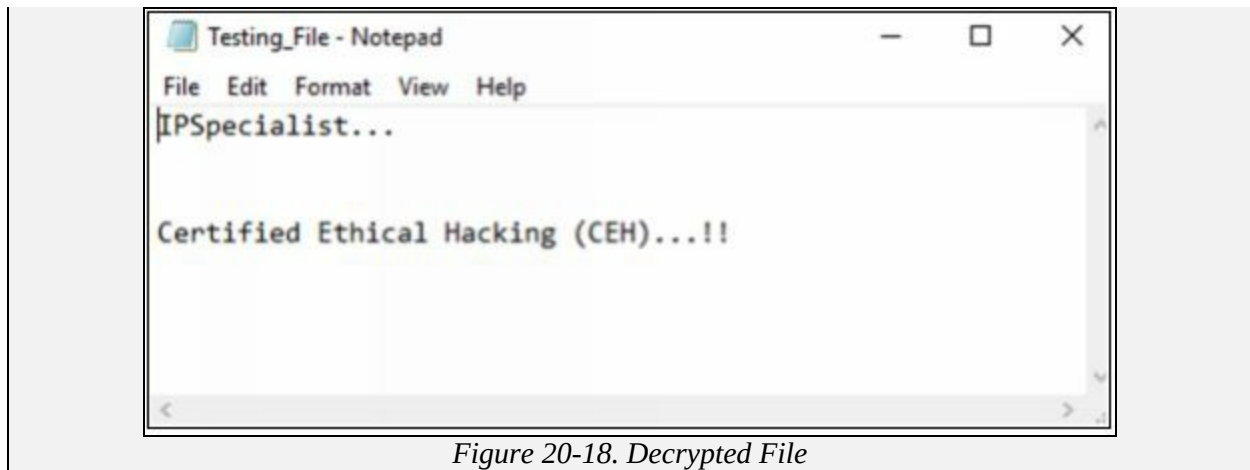 Testing_File - Notepad
File Edit Format View Help
IPSpecialist...
Certified Ethical Hacking (CEH)...!!
Figure 20-18. Decrypted File